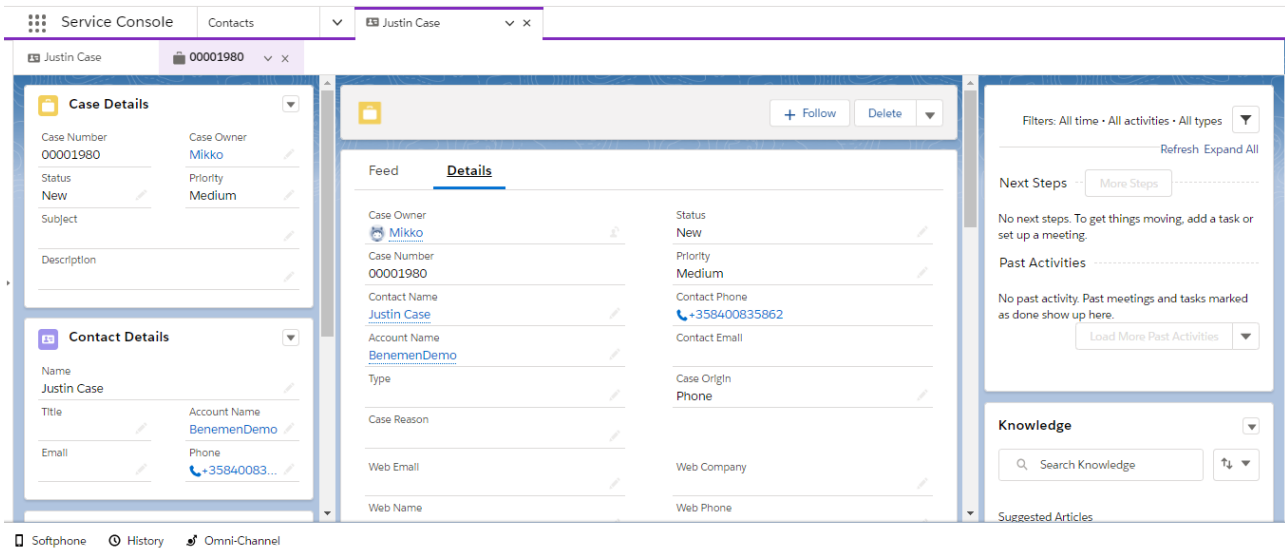 Service Console
Contacts
Justin Case
Justin Case
00001980
Case Details
Case Number
Case Owner
00001980
Mikko
Status
Priority
New
Medium
Subject
Description
Contact Details
Name
Justin Case
Title
Account Name
BenemenDemo
Email
Phone
+35840083...
+ Follow
Delete
Feed
Details
Case Owner
Status
Mikko
New
Case Number
Priority
00001980
Medium
Contact Name
Contact Phone
Justin Case
+358400835862
Account Name
Contact Email
BenemenDemo
Type
Case Origin
Phone
Case Reason
Web Email
Web Company
Web Name
Web Phone
Filters: All time • All activities • All types
Refresh Expand All
Next Steps
More Steps
No next steps. To get things moving, add a task or
set up a meeting.
Past Activities
No past activity. Past meetings and tasks marked
as done show up here.
Load More Past Activities
Knowledge
Search Knowledge
Suggested Articles
Softphone
History
Omni-Channel